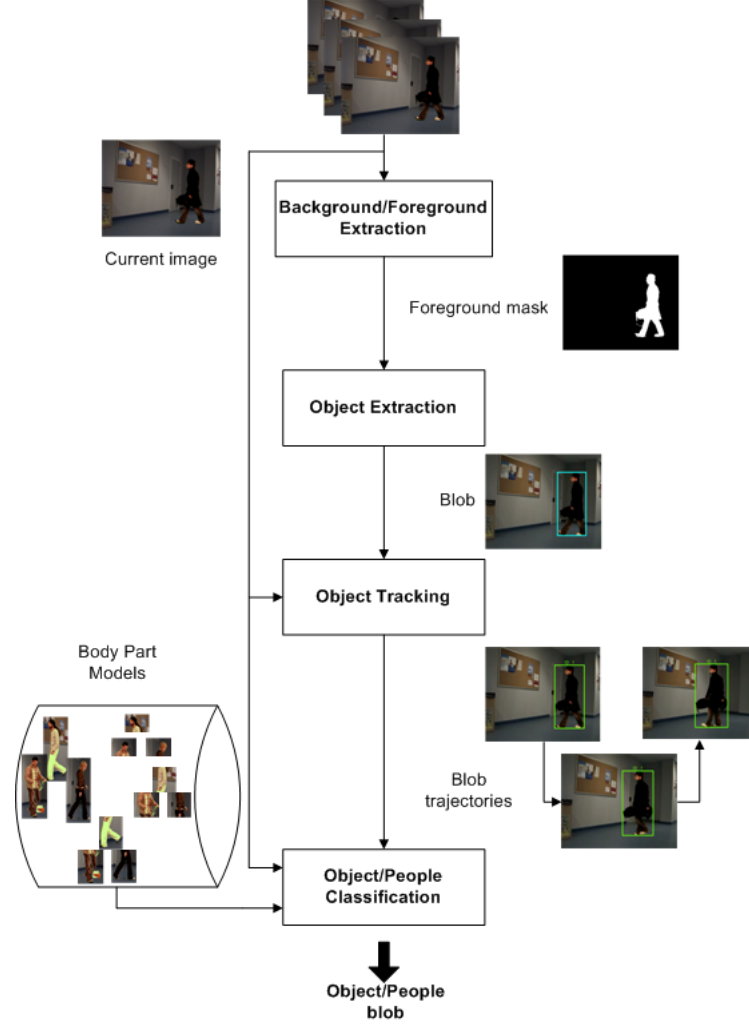 Background/Foreground
Extraction
Current image
Foreground mask
Object Extraction
Blob
Object Tracking
Body Part
Models
Blob
trajectories
Object/People
Classification
Object/People
blob